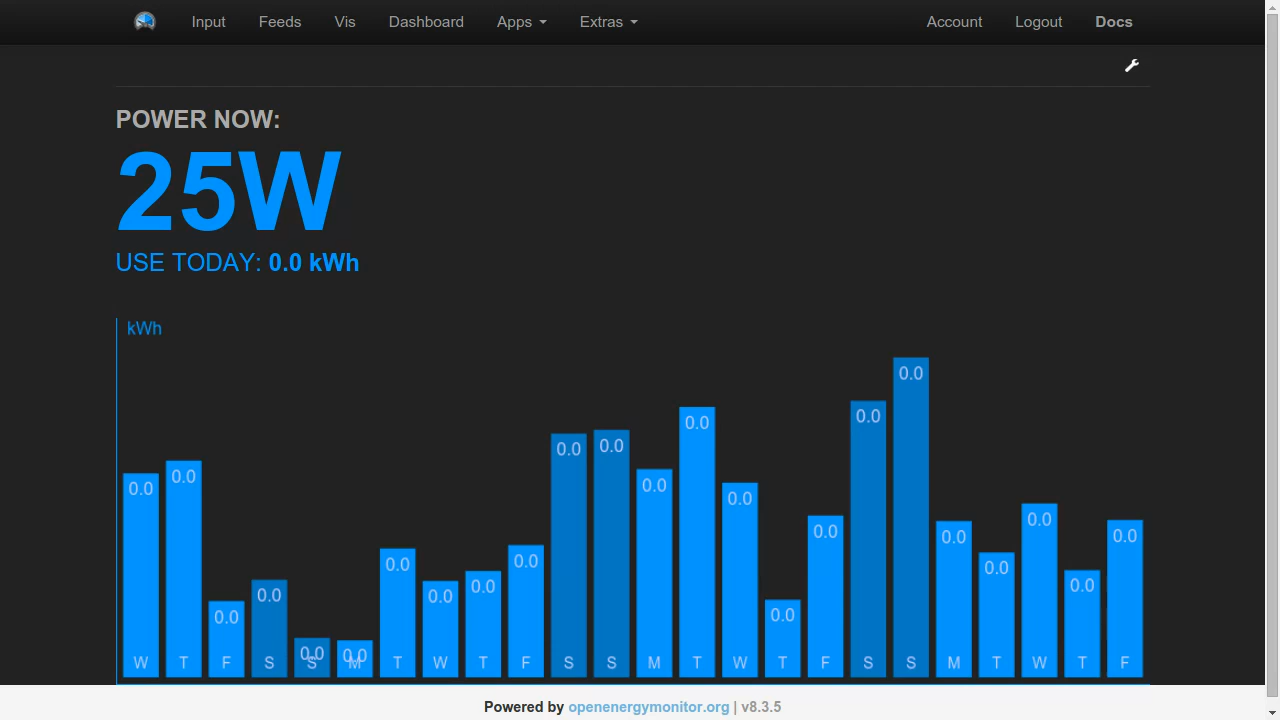 Input Feeds Vis Dashboard Apps Extras Account Logout Docs
POWER NOW:
25W
USE TODAY: 0.0 kWh
kWh
0.0 0.0 0.0 0.0 0.0 0.0 0.0 0.0 0.0 0.0 0.0 0.0 0.0 0.0 0.0 0.0 0.0 0.0 0.0 0.0 0.0 0.0 0.0 0.0
W T F S S M T W T F S S M T W T F S S M T W T F
Powered by openenergymonitor.org | v8.3.5